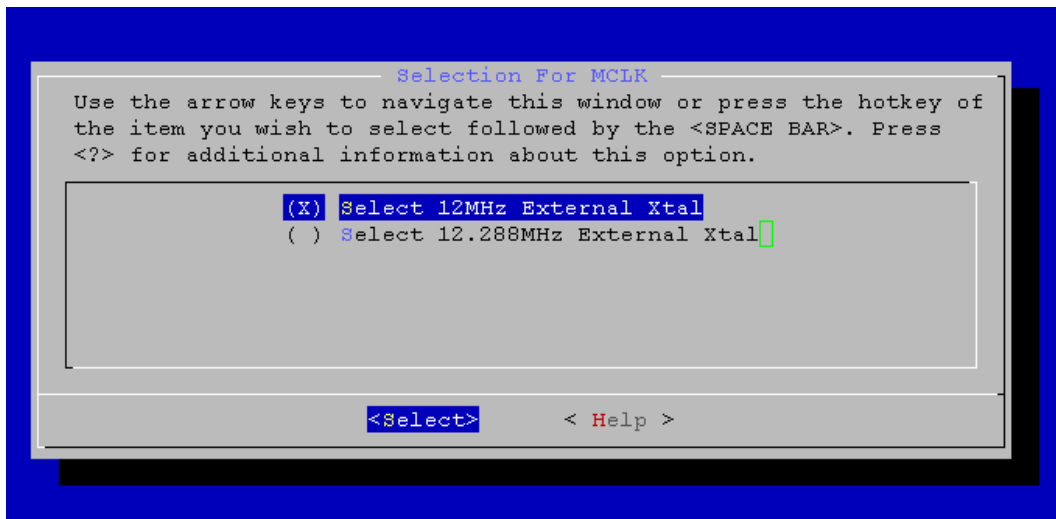 Selection For MCLK
Use the arrow keys to navigate this window or press the hotkey of
the item you wish to select followed by the <SPACE BAR>. Press
<?> for additional information about this option.
(X) Select 12MHz External Xtal
( ) Select 12.288MHz External Xtal
<Select> < Help >